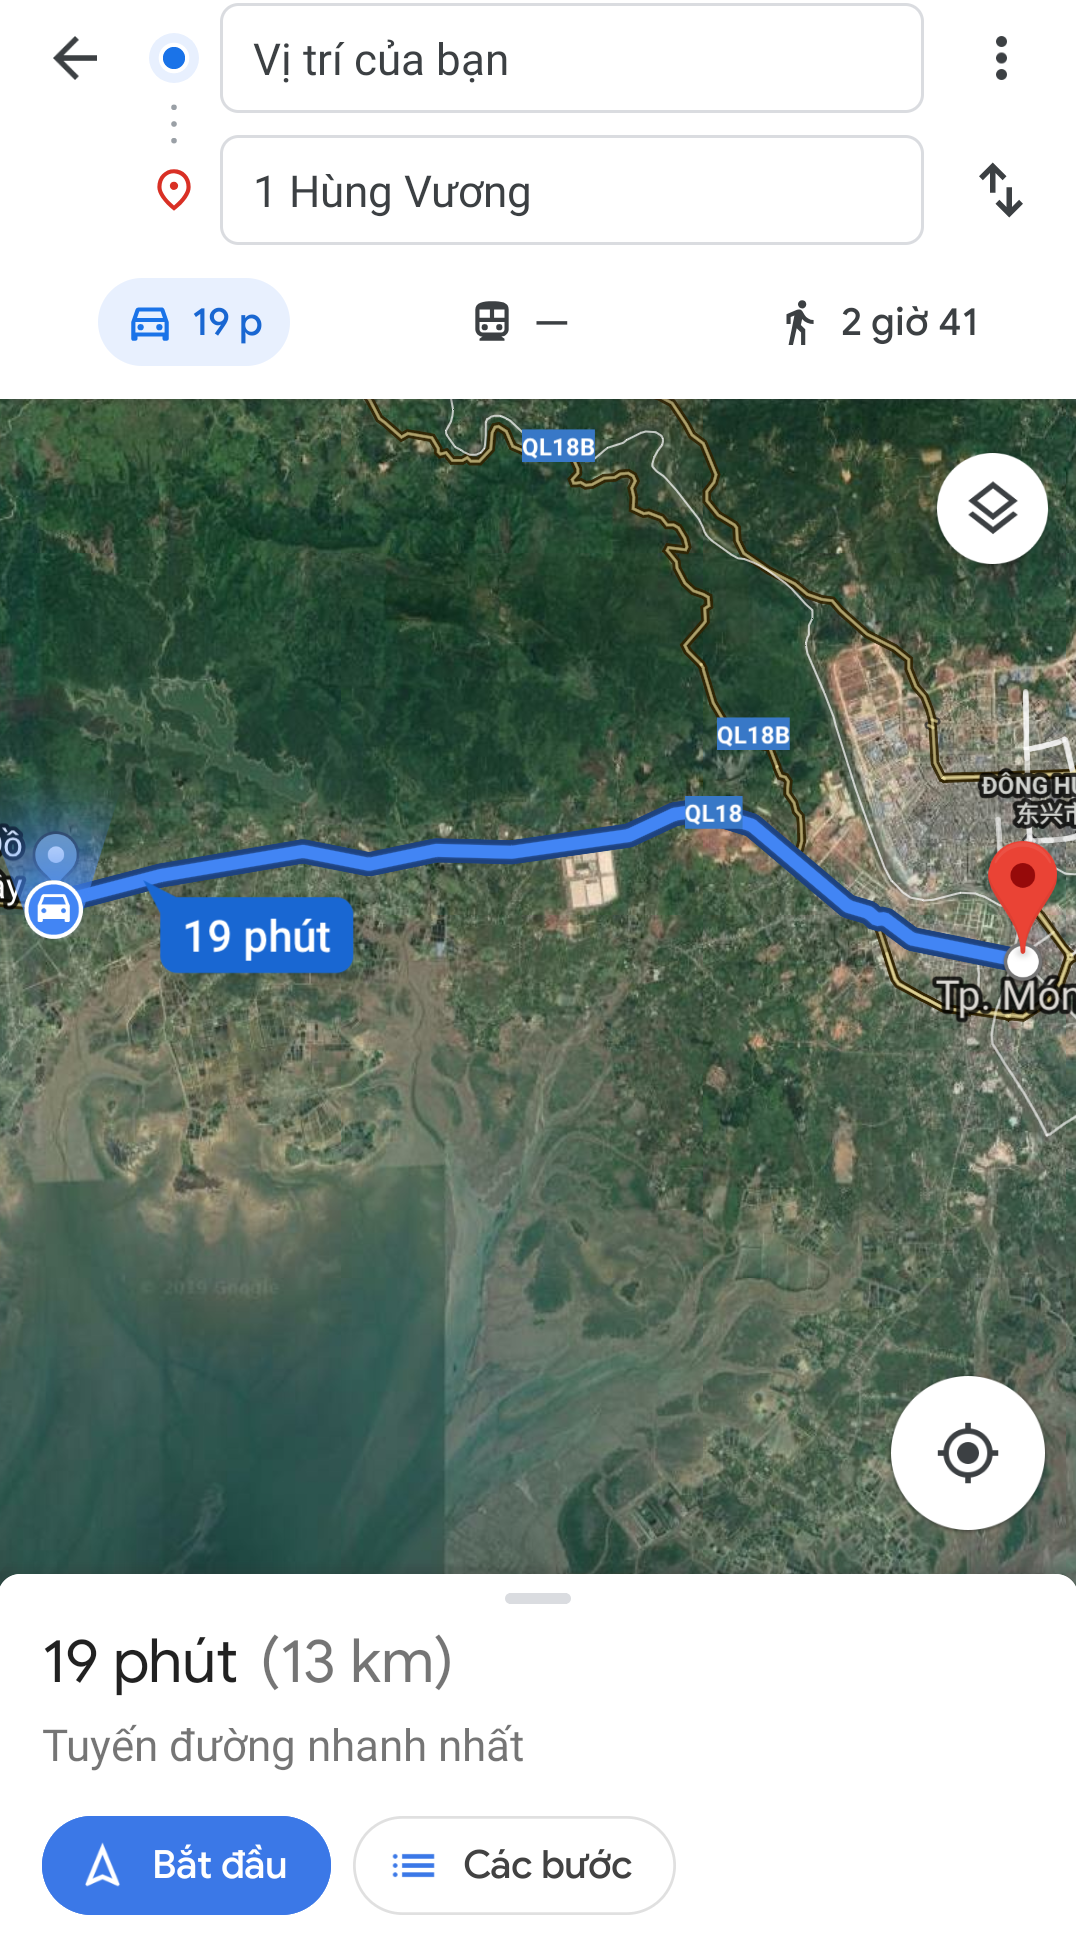 Vị trí của bạn
1 Hùng Vương
19 p
—
2 giờ 41
QL18B
QL18B
QL18
ĐÔNG HƯ
东兴市
19 phút
Tp. Món
© 2019 Google
19 phút (13 km)
Tuyến đường nhanh nhất
Bắt đầu
Các bước